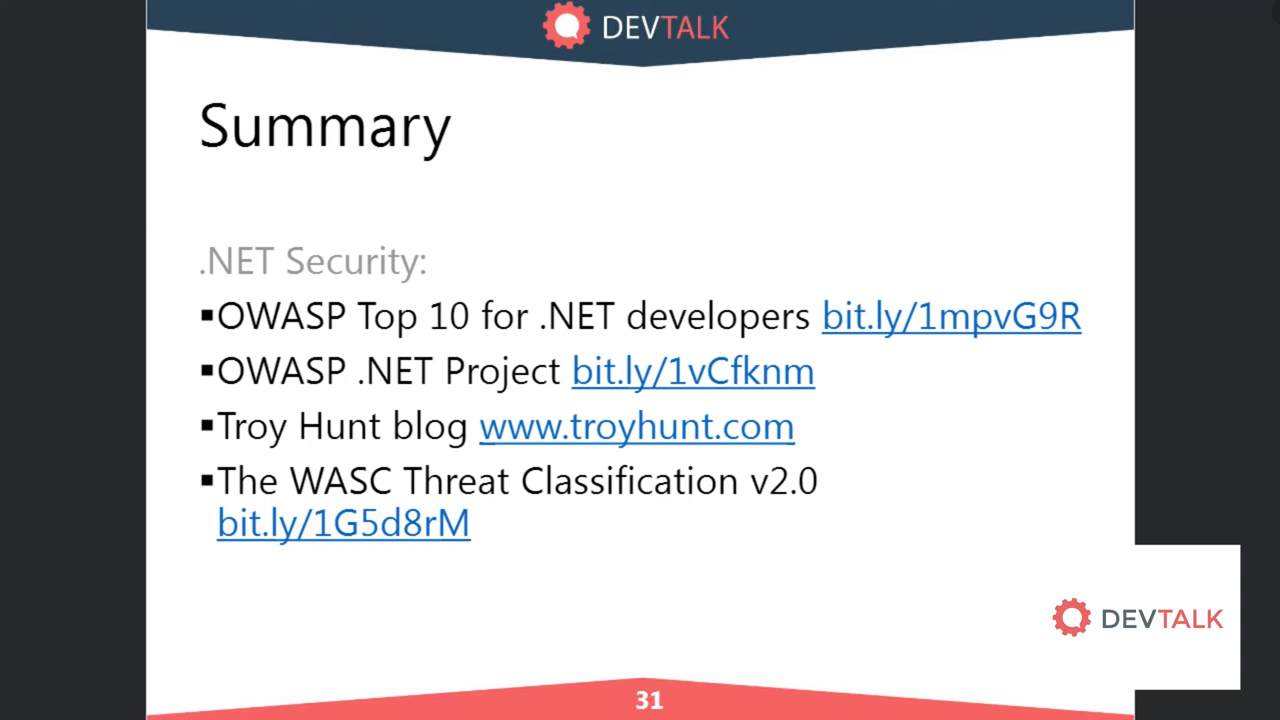 DEVTALK
Summary
.NET Security:
▪OWASP Top 10 for .NET developers bit.ly/1mpvG9R
▪OWASP .NET Project bit.ly/1vCfknm
▪Troy Hunt blog www.troyhunt.com
▪The WASC Threat Classification v2.0
bit.ly/1G5d8rM
DEVTALK
31